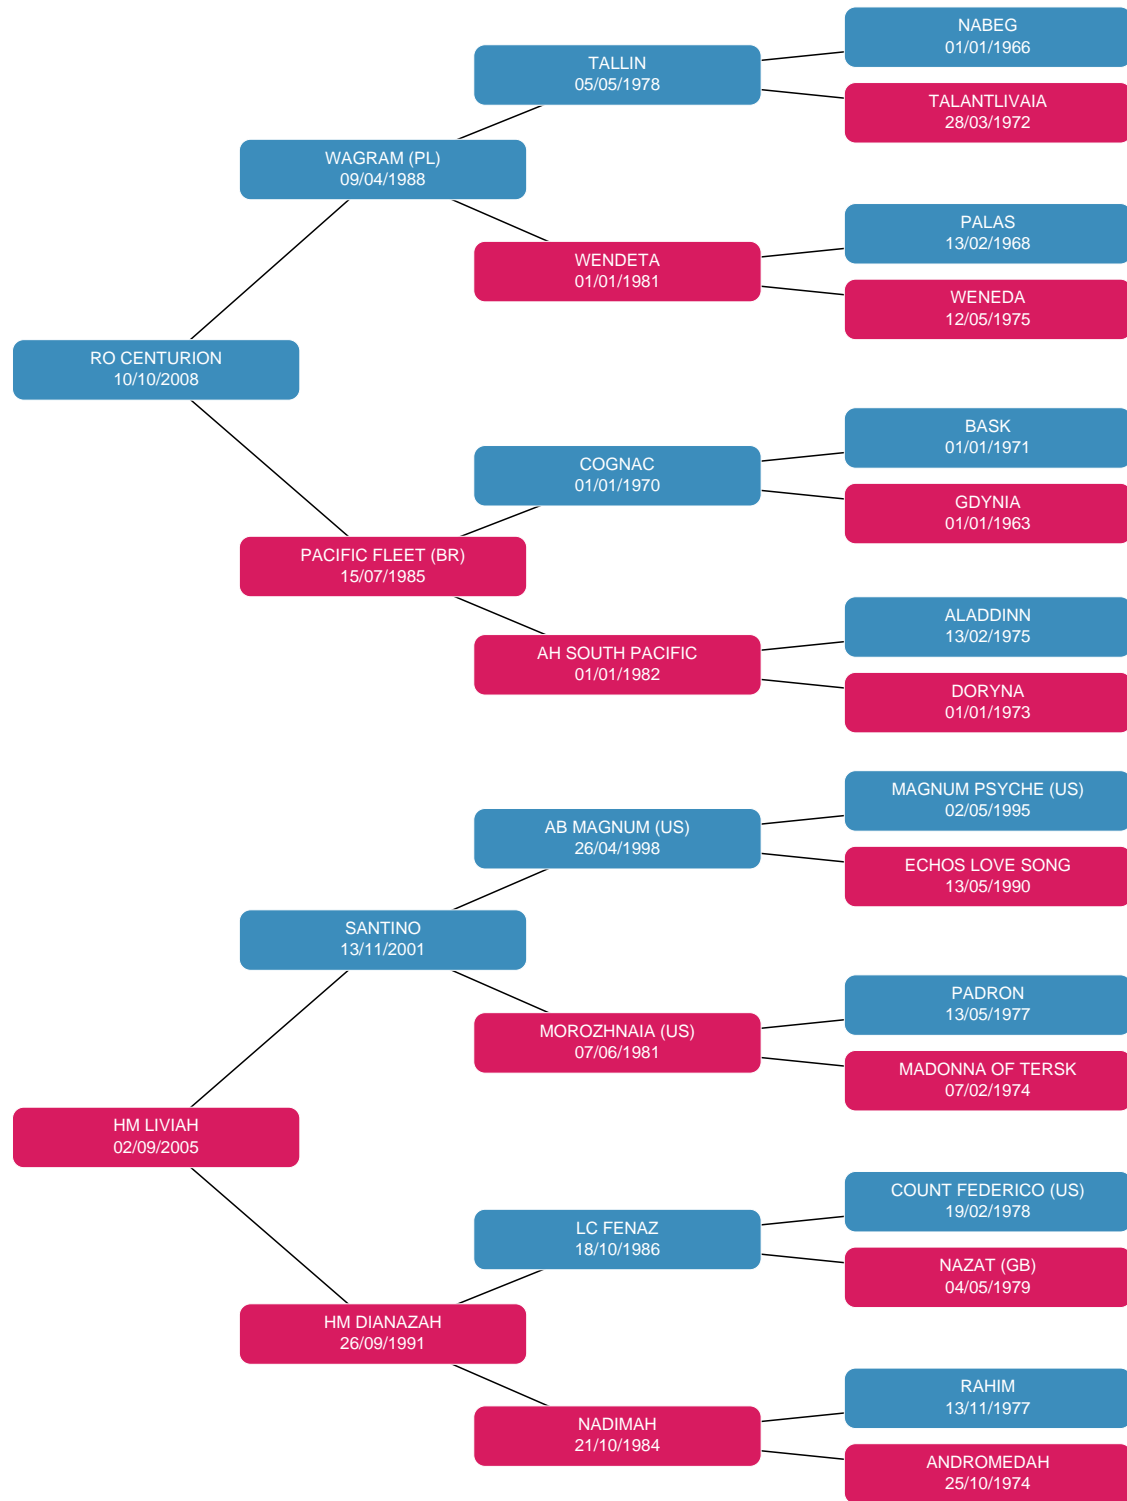 NABEG
01/01/1966
TALLIN
05/05/1978
TALANTLIVAIA
28/03/1972
WAGRAM (PL)
09/04/1988
PALAS
13/02/1968
WENDETA
01/01/1981
WENEDA
12/05/1975
RO CENTURION
10/10/2008
BASK
01/01/1971
COGNAC
01/01/1970
GDYNIA
01/01/1963
PACIFIC FLEET (BR)
15/07/1985
ALADDINN
13/02/1975
AH SOUTH PACIFIC
01/01/1982
DORYNA
01/01/1973
MAGNUM PSYCHE (US)
02/05/1995
AB MAGNUM (US)
26/04/1998
ECHOS LOVE SONG
13/05/1990
SANTINO
13/11/2001
PADRON
13/05/1977
MOROZHNAIA (US)
07/06/1981
MADONNA OF TERSK
07/02/1974
HM LIVIAH
02/09/2005
COUNT FEDERICO (US)
19/02/1978
LC FENAZ
18/10/1986
NAZAT (GB)
04/05/1979
HM DIANAZAH
26/09/1991
RAHIM
13/11/1977
NADIMAH
21/10/1984
ANDROMEDAH
25/10/1974